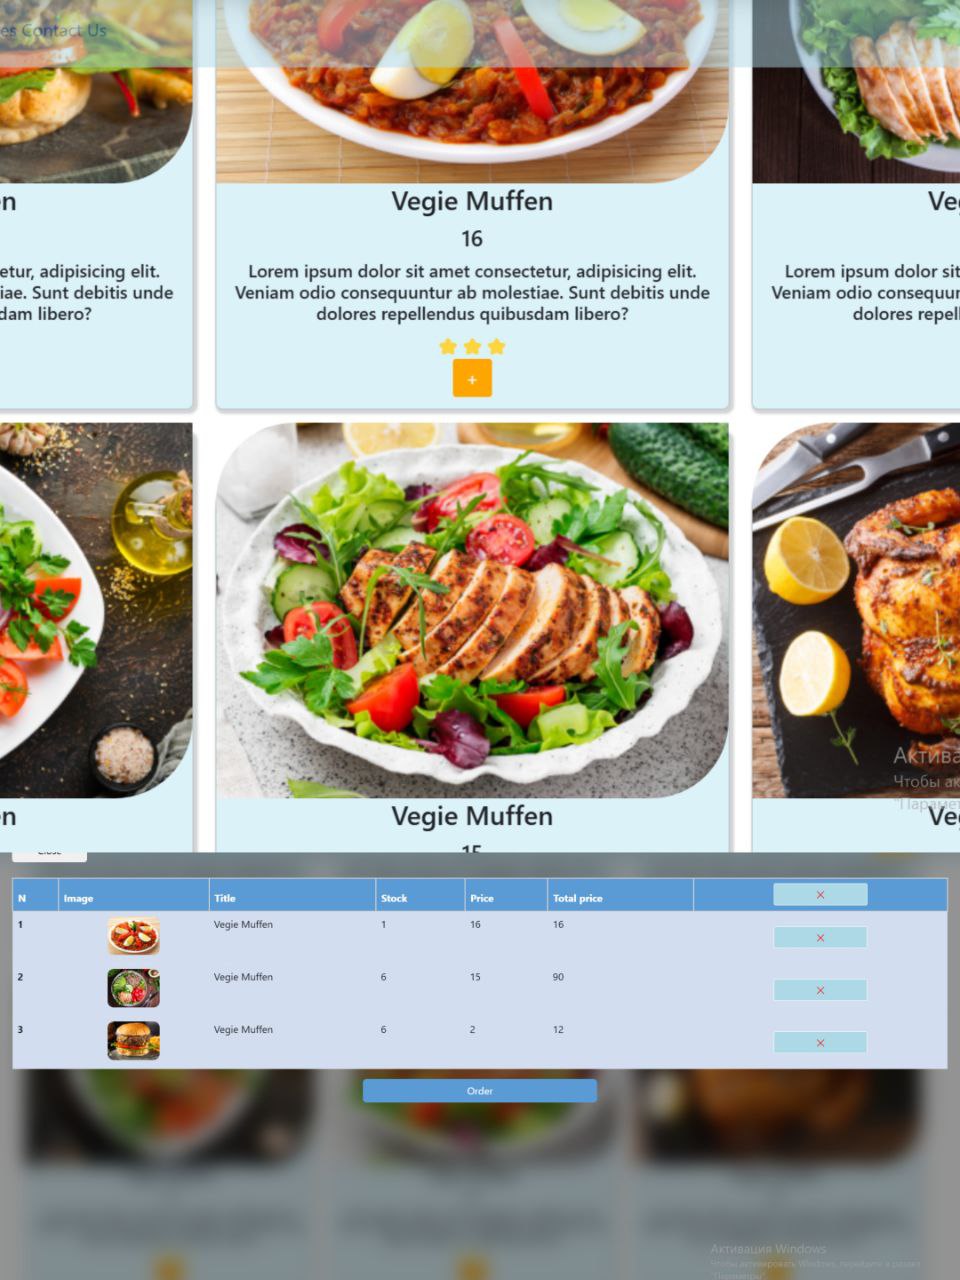 es Contact Us
en
Vegie Muffen
Veg
16
etur, adipisicing elit.
Lorem ipsum dolor sit amet consectetur, adipisicing elit.
Lorem ipsum dolor sit
iae. Sunt debitis unde
Veniam odio consequuntur ab molestiae. Sunt debitis unde
Veniam odio consequun
dam libero?
dolores repellendus quibusdam libero?
dolores repell
+
Актива
Чтобы ак
"Парамет
en
Vegie Muffen
Veg
15
Close
N Image Title Stock Price Total price
1 Vegie Muffen 1 16 16
2 Vegie Muffen 6 15 90
3 Vegie Muffen 6 2 12
Order
Активация Windows
Чтобы активировать Windows, перейдите в раздел
"Параметры"